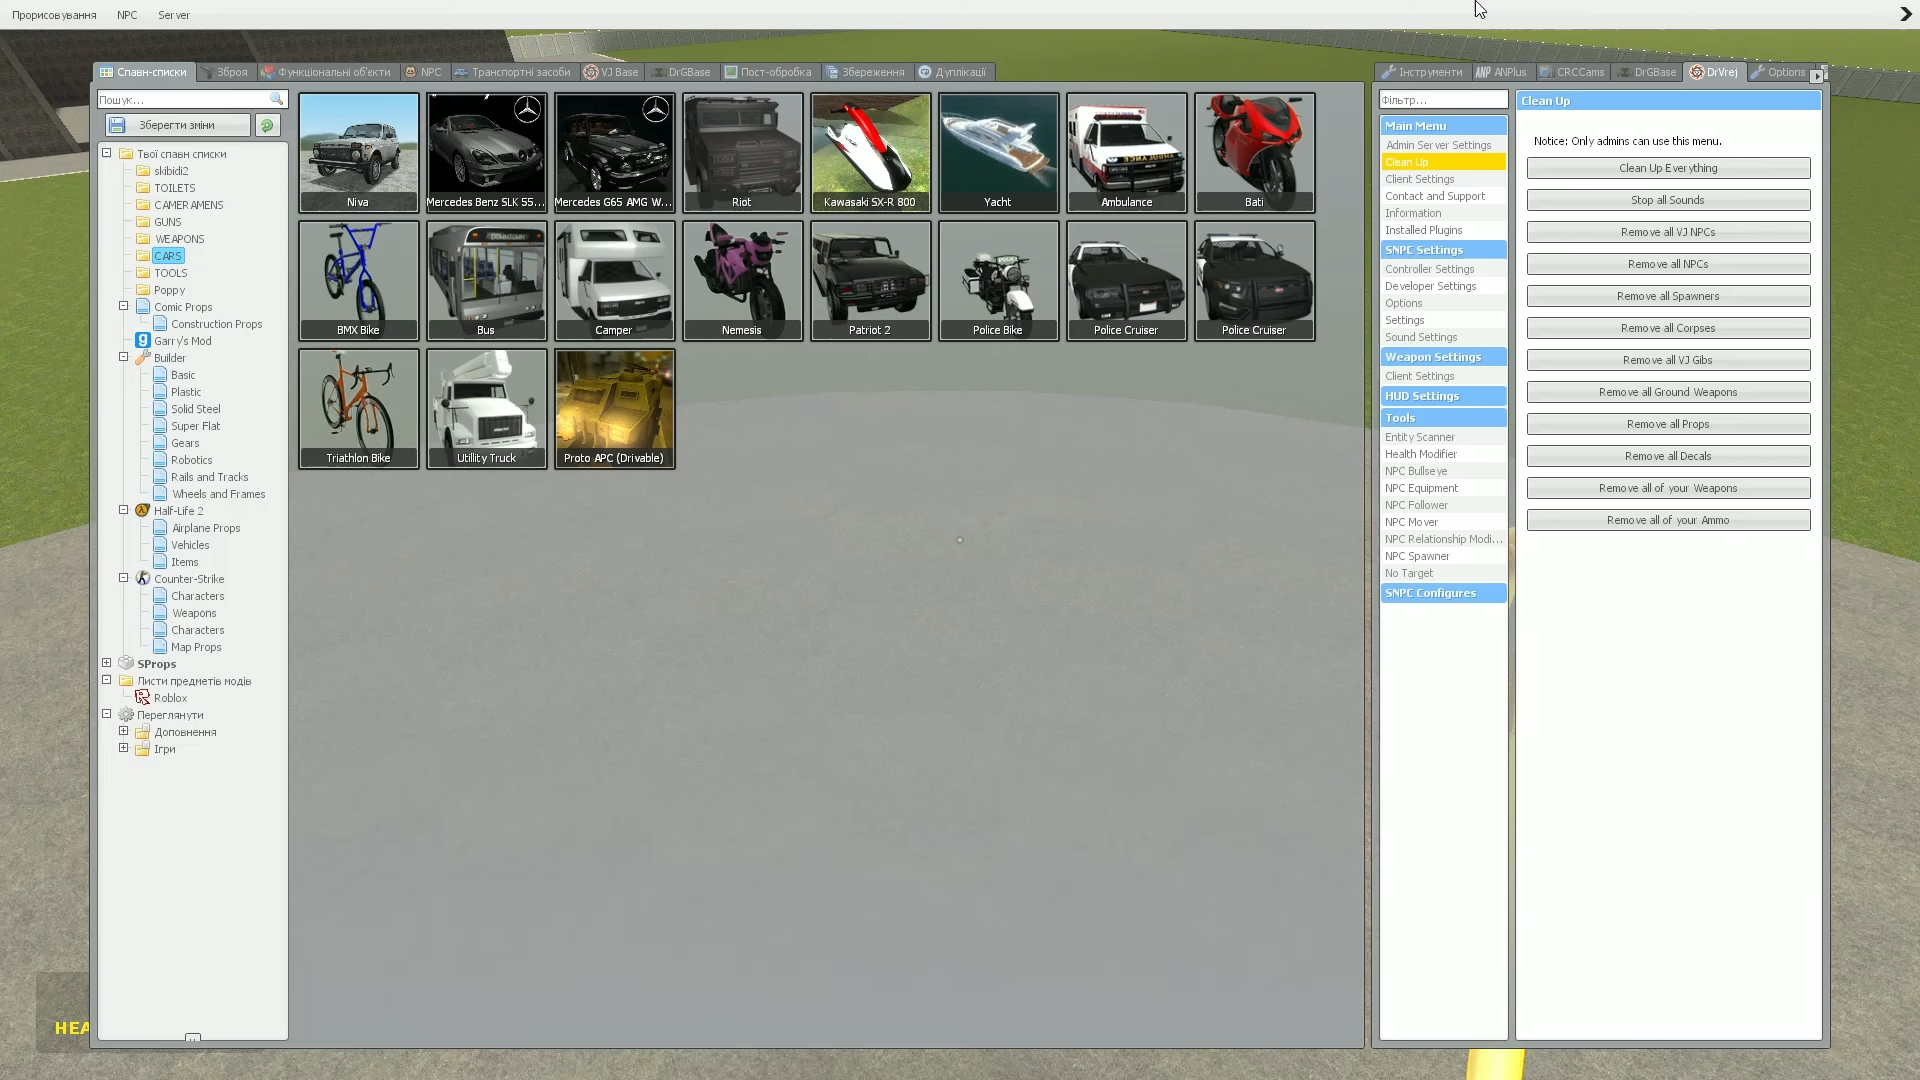 Прорисовування NPC Server
Спавн-списки Зброя Функціональні об'єкти NPC Транспортні засоби VJ Base DrGBase Пост-обробка Збереження Дуплікації
Пошук...
Зберегти зміни
Твої спавн списки
skibidi2
TOILETS
CAMERAMENS
GUNS
WEAPONS
CARS
TOOLS
Poppy
Comic Props
Construction Props
Garry's Mod
Builder
Basic
Plastic
Solid Steel
Super Flat
Gears
Robotics
Rails and Tracks
Wheels and Frames
Half-Life 2
Airplane Props
Vehicles
Items
Counter-Strike
Characters
Weapons
Characters
Map Props
SProps
Листи предметів модів
Roblox
Переглянути
Доповнення
Ігри
Niva
Mercedes Benz SLK 55...
Mercedes G65 AMG W...
Riot
Kawasaki SX-R 800
Yacht
AMBULANCE
Ambulance
Bati
BMX Bike
DOWNTOWN
Bus
Camper
Nemesis
Patriot 2
Police Bike
Police Cruiser
Police Cruiser
Triathlon Bike
Utility Truck
Proto APC (Drivable)
Інструменти ANPlus CRCCams DrGBase DrVrej Options
Фільтр...
Main Menu
Admin Server Settings
Clean Up
Client Settings
Contact and Support
Information
Installed Plugins
SNPC Settings
Controller Settings
Developer Settings
Options
Settings
Sound Settings
Weapon Settings
Client Settings
HUD Settings
Tools
Entity Scanner
Health Modifier
NPC Bullseye
NPC Equipment
NPC Follower
NPC Mover
NPC Relationship Modi...
NPC Spawner
No Target
SNPC Configures
Clean Up
Notice: Only admins can use this menu.
Clean Up Everything
Stop all Sounds
Remove all VJ NPCs
Remove all NPCs
Remove all Spawners
Remove all Corpses
Remove all VJ Gibs
Remove all Ground Weapons
Remove all Props
Remove all Decals
Remove all of your Weapons
Remove all of your Ammo
HEA